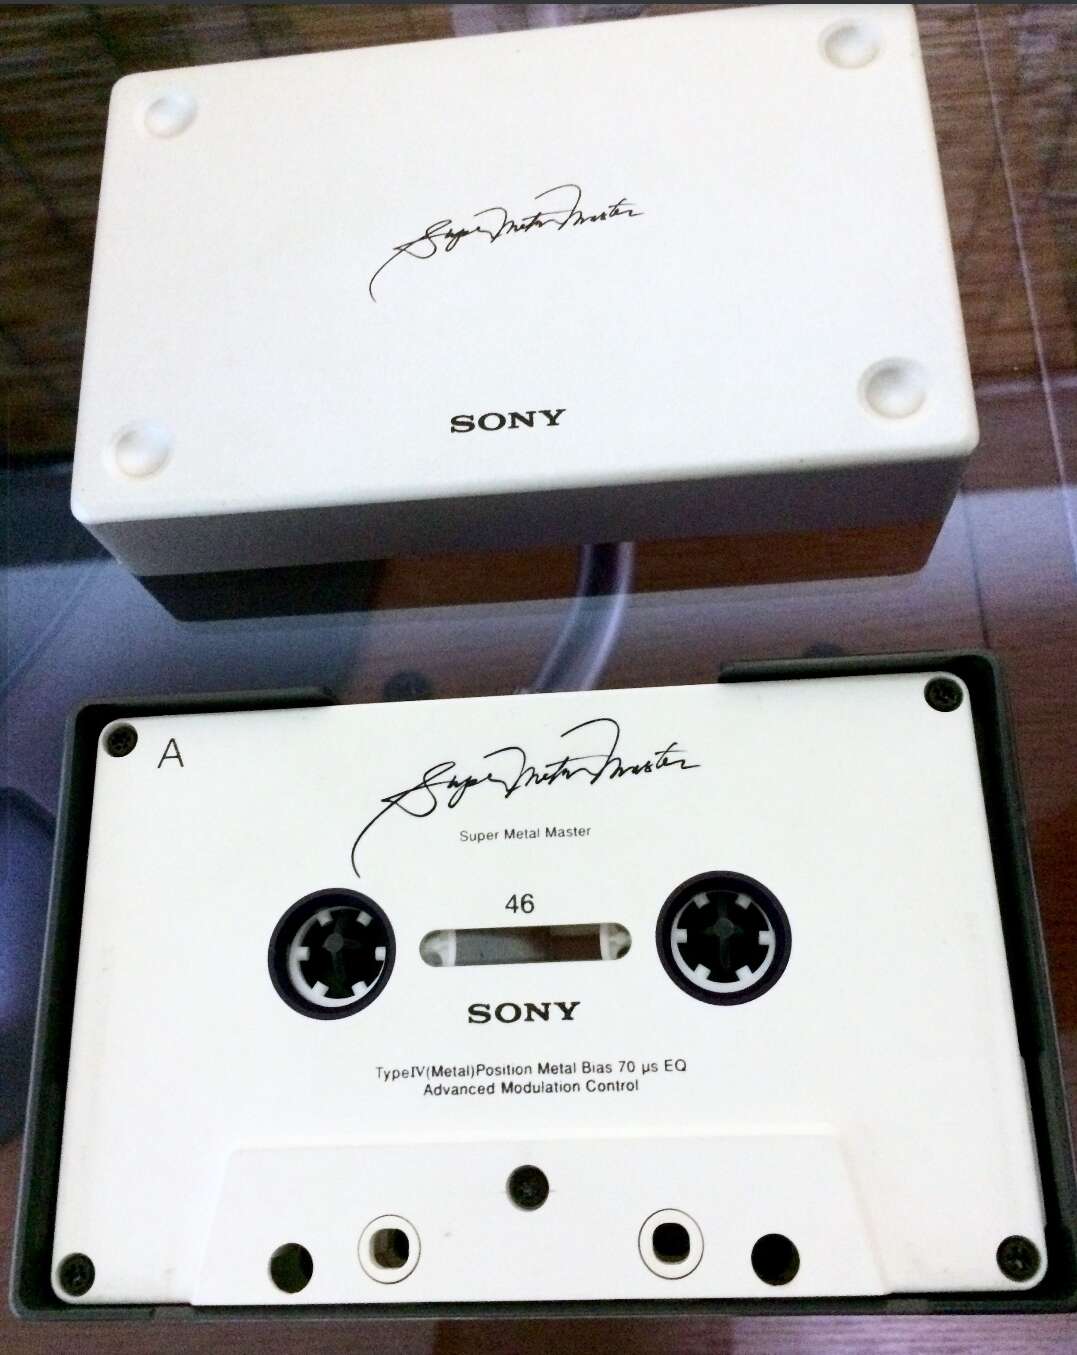 Super Metal Master
SONY
A
Super Metal Master
Super Metal Master
46
SONY
TypeIV(Metal)Position Metal Bias 70 µs EQ
Advanced Modulation Control